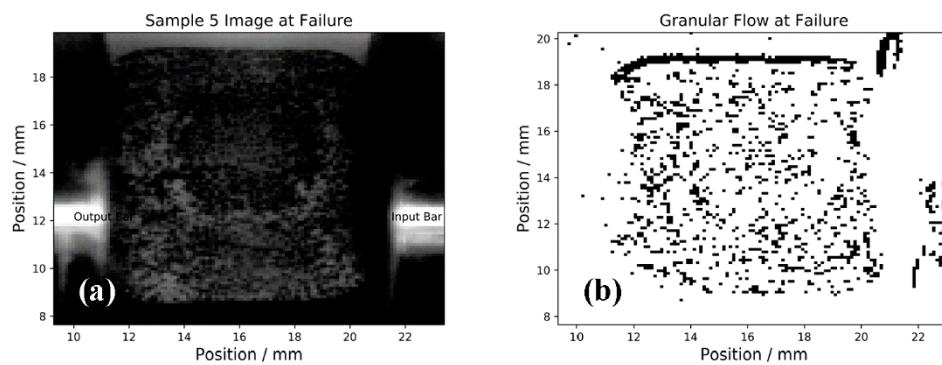 Sample 5 Image at Failure
Position / mm
18
16
14
12
10
8
Output Bar
Input Bar
(a)
10 12 14 16 18 20 22
Position / mm
Granular Flow at Failure
Position / mm
20
18
16
14
12
10
8
(b)
10 12 14 16 18 20 22
Position / mm